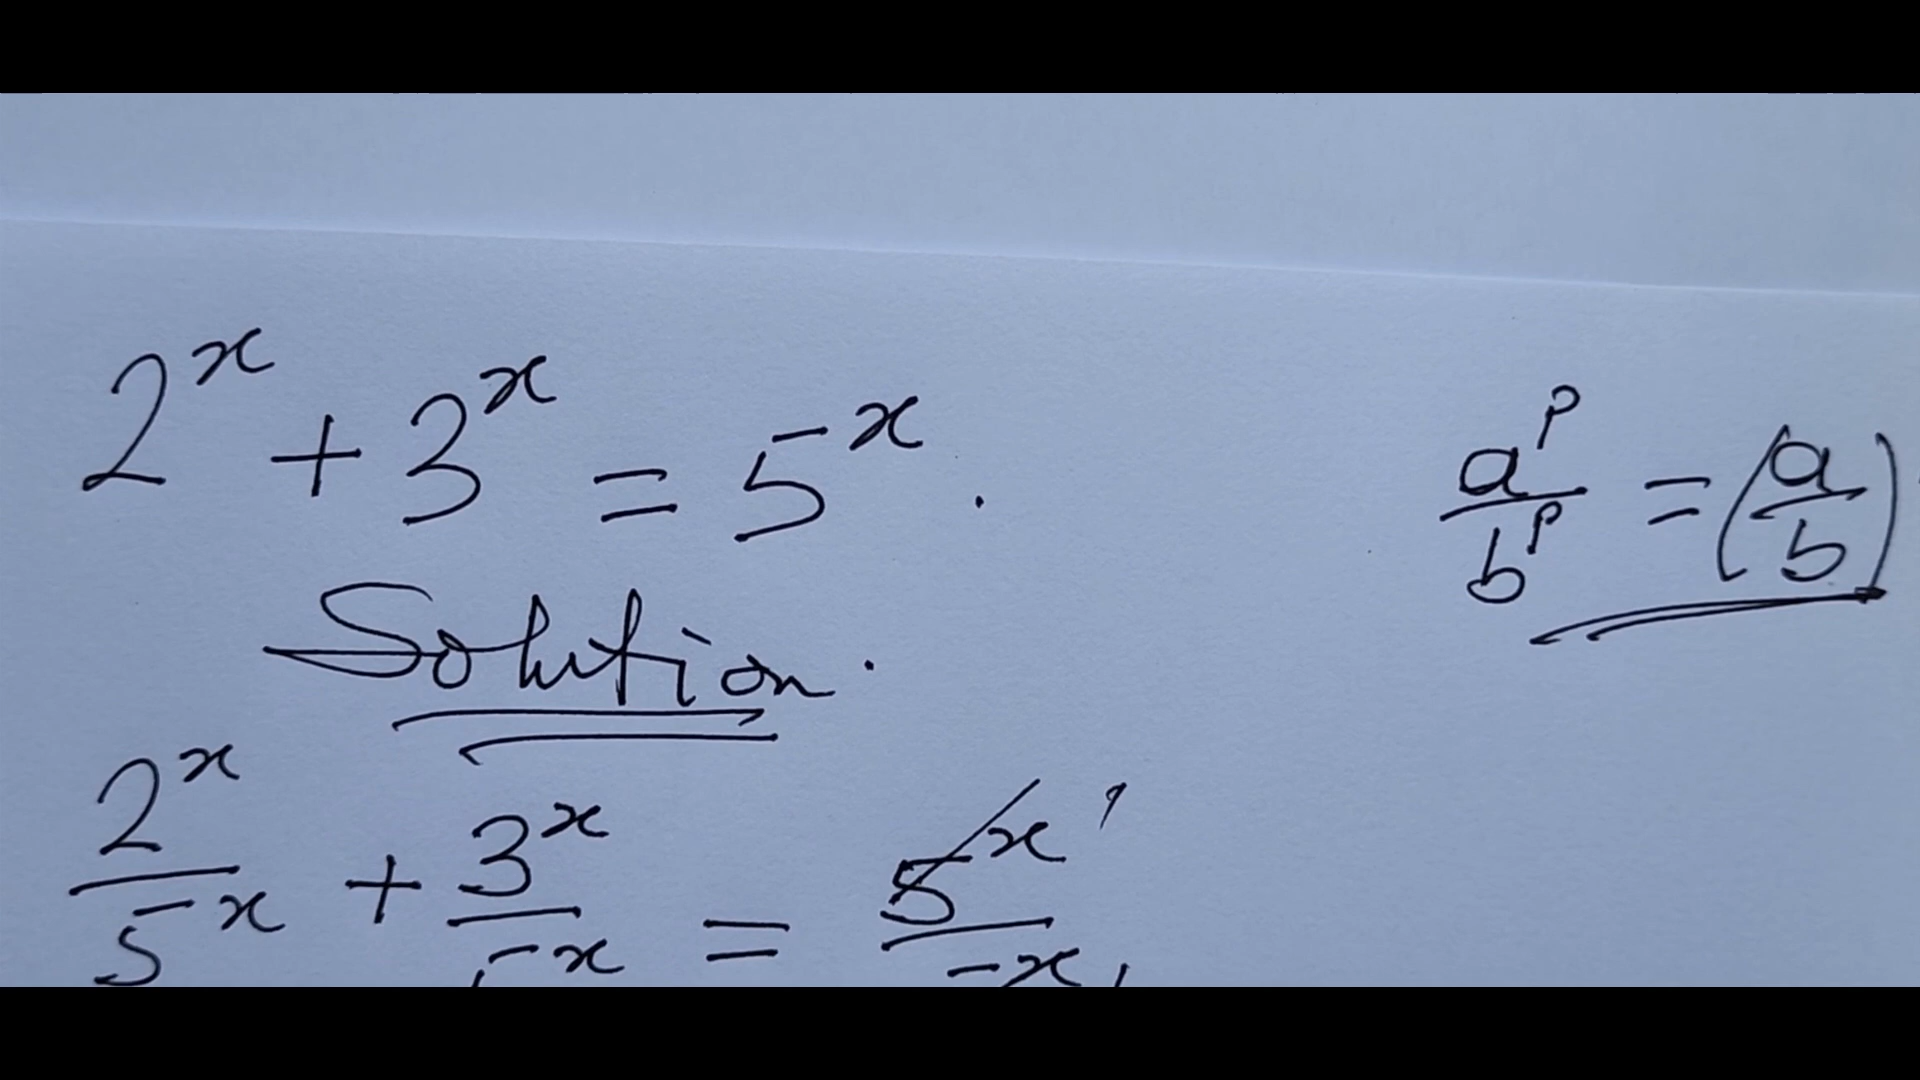 2^x + 3^x = 5^x.
a^p/b^p = (a/b)
Solution.
2^x/5^x + 3^x/5^x = 5^x/5^x